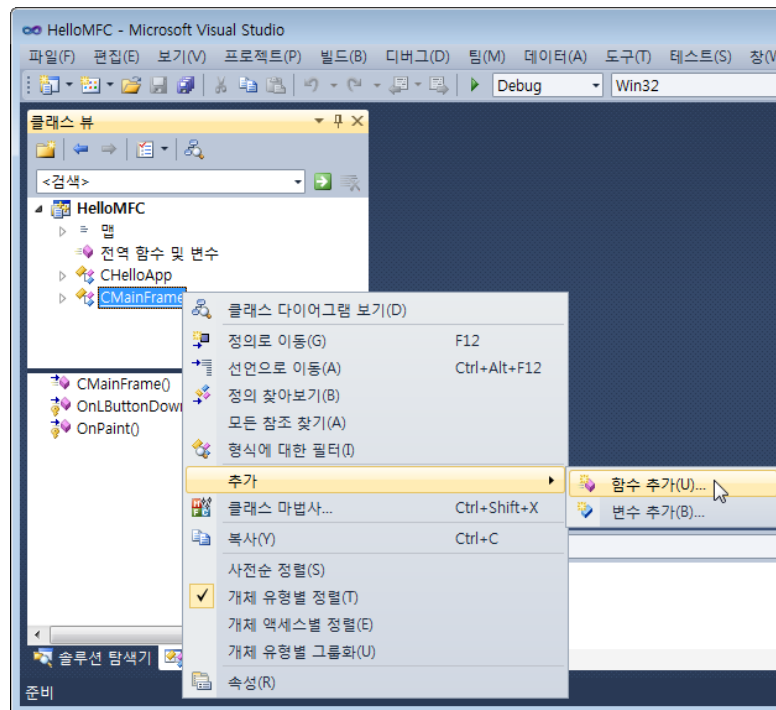 HelloMFC - Microsoft Visual Studio
파일(F) 편집(E) 보기(V) 프로젝트(P) 빌드(B) 디버그(D) 팀(M) 데이터(A) 도구(T) 테스트(S) 창(W
Debug Win32
클래스 뷰
<검색>
HelloMFC
맵
전역 함수 및 변수
CHelloApp
CMainFrame
클래스 다이어그램 보기(D)
정의로 이동(G) F12
선언으로 이동(A) Ctrl+Alt+F12
정의 찾아보기(B)
모든 참조 찾기(A)
형식에 대한 필터(I)
추가
클래스 마법사... Ctrl+Shift+X
복사(Y) Ctrl+C
사전순 정렬(S)
개체 유형별 정렬(T)
개체 액세스별 정렬(E)
개체 유형별 그룹화(U)
속성(R)
함수 추가(U)...
변수 추가(B)...
CMainFrame()
OnLButtonDow
OnPaint()
솔루션 탐색기
준비